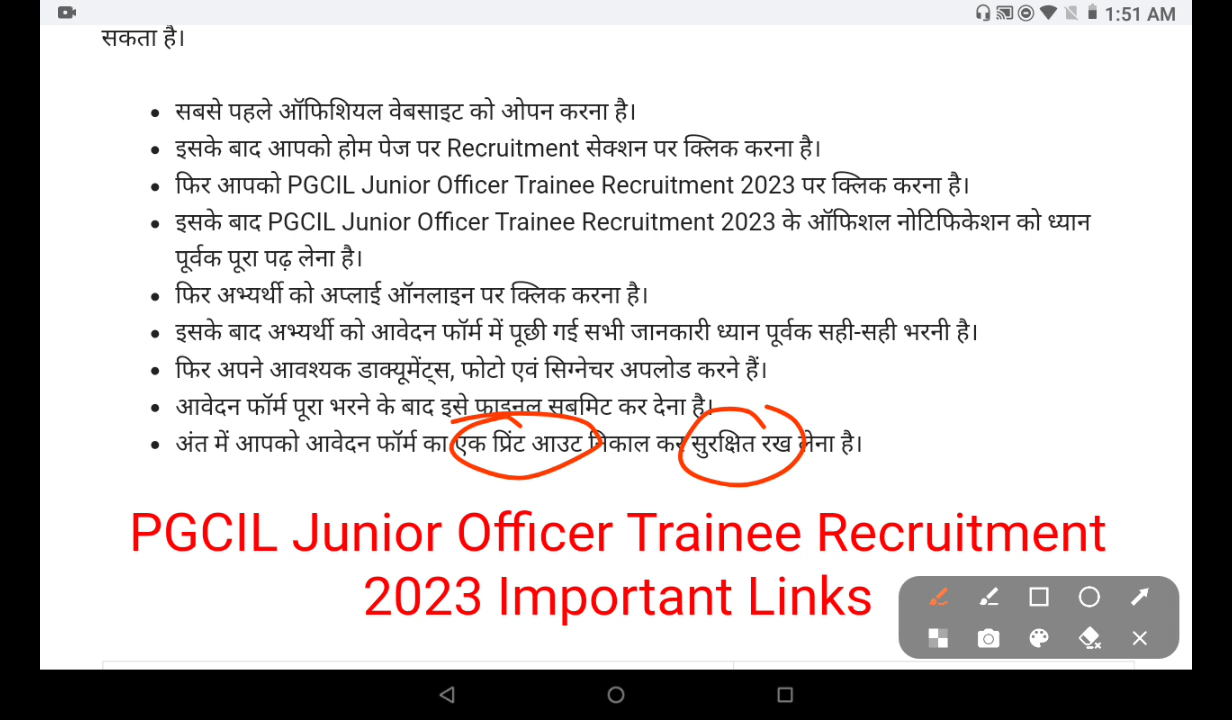 1:51 AM
सकता है।
• सबसे पहले ऑफिशियल वेबसाइट को ओपन करना है।
• इसके बाद आपको होम पेज पर Recruitment सेक्शन पर क्लिक करना है।
• फिर आपको PGCIL Junior Officer Trainee Recruitment 2023 पर क्लिक करना है।
• इसके बाद PGCIL Junior Officer Trainee Recruitment 2023 के ऑफिशल नोटिफिकेशन को ध्यान
पूर्वक पूरा पढ़ लेना है।
• फिर अभ्यर्थी को अप्लाई ऑनलाइन पर क्लिक करना है।
• इसके बाद अभ्यर्थी को आवेदन फॉर्म में पूछी गई सभी जानकारी ध्यान पूर्वक सही-सही भरनी है।
• फिर अपने आवश्यक डाक्यूमेंट्स, फोटो एवं सिग्नेचर अपलोड करने हैं।
• आवेदन फॉर्म पूरा भरने के बाद इसे फाइनल सबमिट कर देना है।
• अंत में आपको आवेदन फॉर्म का एक प्रिंट आउट निकाल कर सुरक्षित रख लेना है।
PGCIL Junior Officer Trainee Recruitment
2023 Important Links